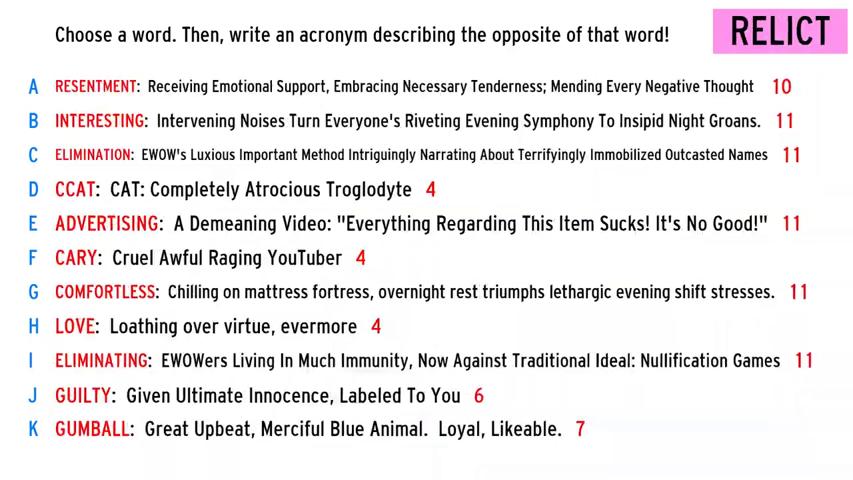 Choose a word. Then, write an acronym describing the opposite of that word!
RELICT
A RESENTMENT: Receiving Emotional Support, Embracing Necessary Tenderness; Mending Every Negative Thought 10
B INTERESTING: Intervening Noises Turn Everyone's Riveting Evening Symphony To Insipid Night Groans. 11
C ELIMINATION: EWOW's Luxious Important Method Intriguingly Narrating About Terrifyingly Immobilized Outcasted Names 11
D CCAT: CAT: Completely Atrocious Troglodyte 4
E ADVERTISING: A Demeaning Video: "Everything Regarding This Item Sucks! It's No Good!" 11
F CARY: Cruel Awful Raging YouTuber 4
G COMFORTLESS: Chilling on mattress fortress, overnight rest triumphs lethargic evening shift stresses. 11
H LOVE: Loathing over virtue, evermore 4
I ELIMINATING: EWOWers Living In Much Immunity, Now Against Traditional Ideal: Nullification Games 11
J GUILTY: Given Ultimate Innocence, Labeled To You 6
K GUMBALL: Great Upbeat, Merciful Blue Animal. Loyal, Likeable. 7